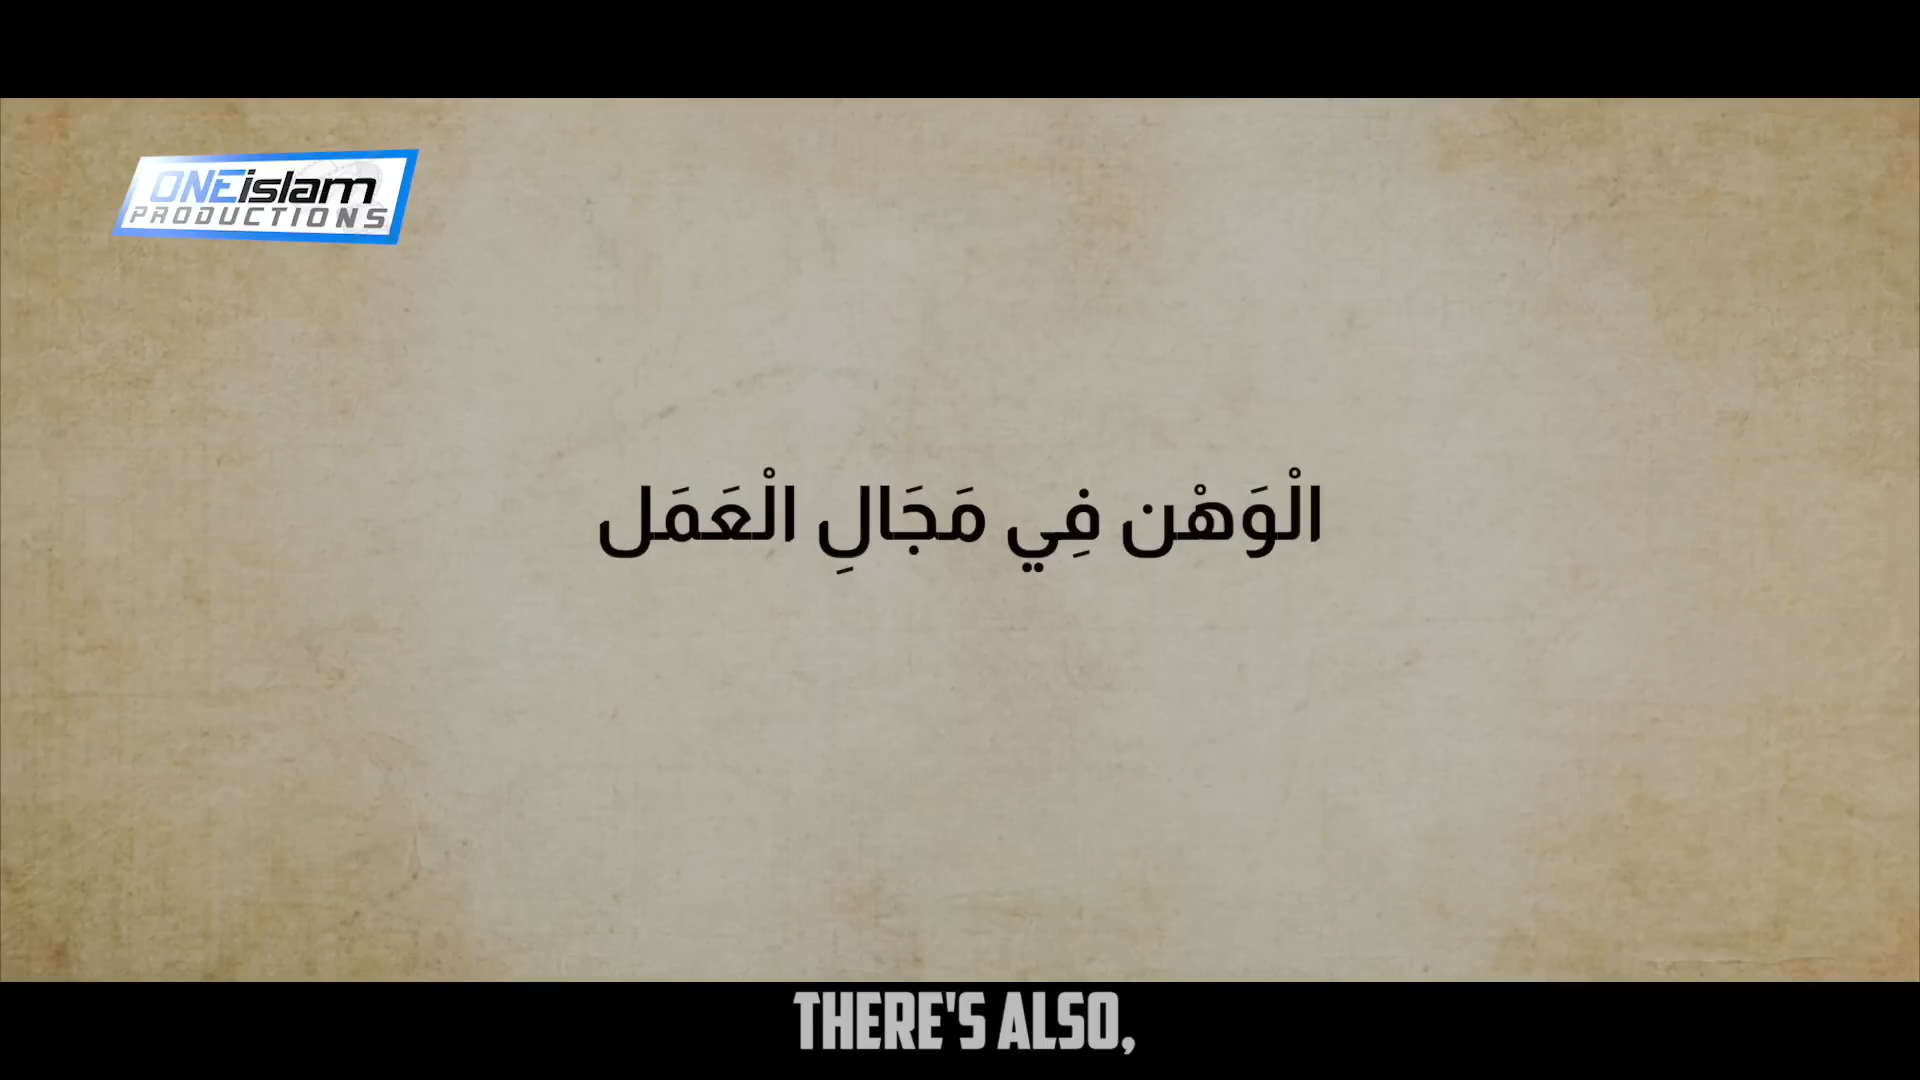 ONEislam
PRODUCTIONS
الْوَهْن فِي مَجَالِ الْعَمَل
THERE'S ALSO,